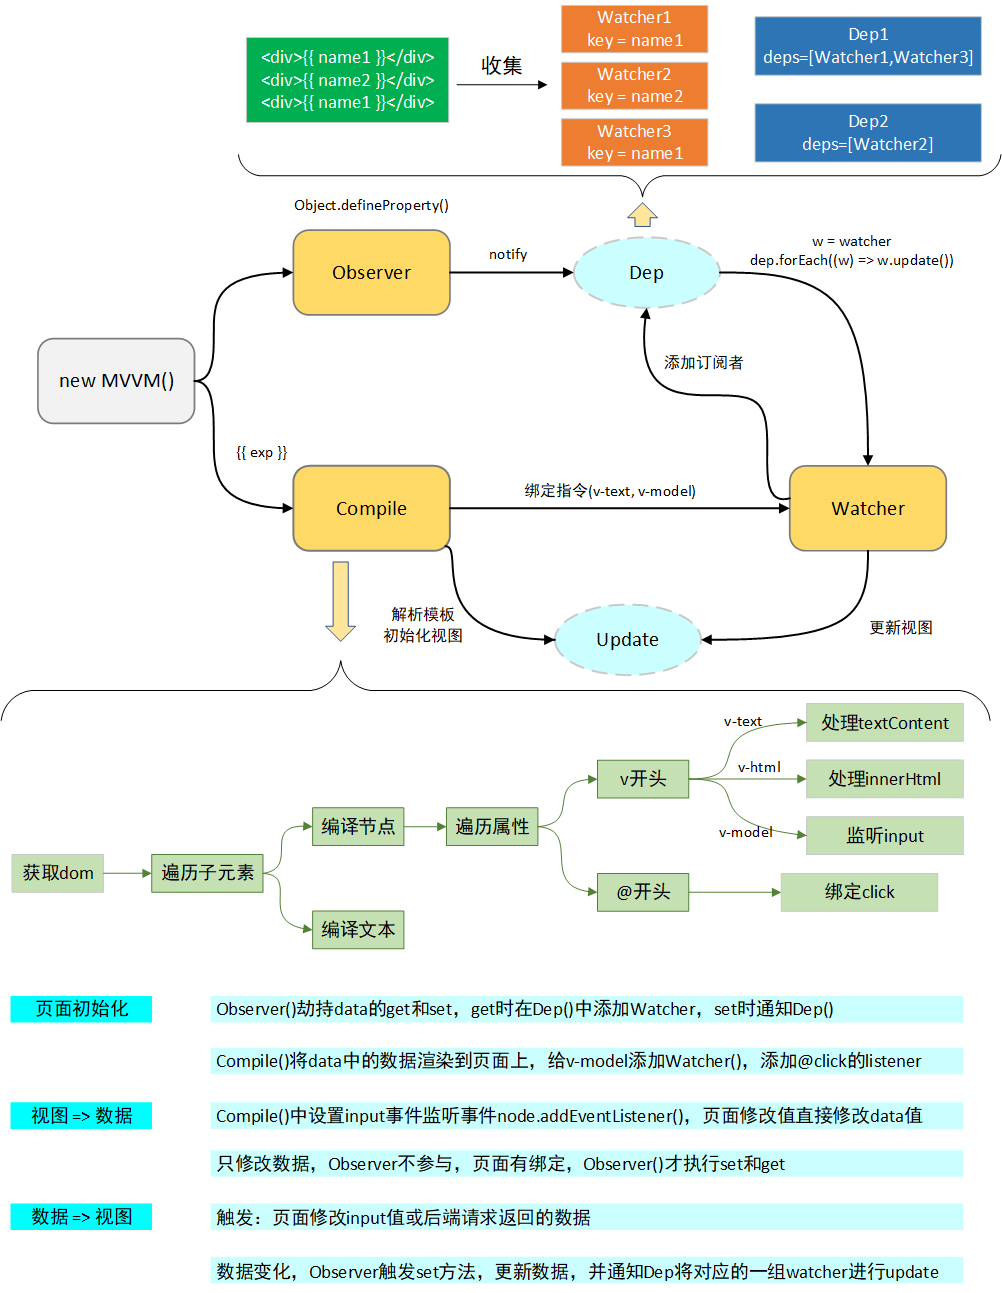 <div>{{ name1 }}</div>
<div>{{ name2 }}</div>
<div>{{ name1 }}</div>
收集
Watcher1
key = name1
Watcher2
key = name2
Watcher3
key = name1
Dep1
deps=[Watcher1,Watcher3]
Dep2
deps=[Watcher2]
Object.defineProperty()
Observer
notify
Dep
w = watcher
dep.forEach((w) => w.update())
new MVVM()
添加订阅者
{{ exp }}
Compile
绑定指令(v-text, v-model)
Watcher
解析模板
初始化视图
Update
更新视图
获取dom
遍历子元素
编译节点
编译文本
遍历属性
v开头
@开头
v-text
v-html
v-model
处理textContent
处理innerHtml
监听input
绑定click
页面初始化
Observer()劫持data的get和set，get时在Dep()中添加Watcher，set时通知Dep()
Compile()将data中的数据渲染到页面上，给v-model添加Watcher()，添加@click的listener
视图 => 数据
Compile()中设置input事件监听事件node.addEventListener()，页面修改值直接修改data值
只修改数据，Observer不参与，页面有绑定，Observer()才执行set和get
数据 => 视图
触发：页面修改input值或后端请求返回的数据
数据变化，Observer触发set方法，更新数据，并通知Dep将对应的一组watcher进行update